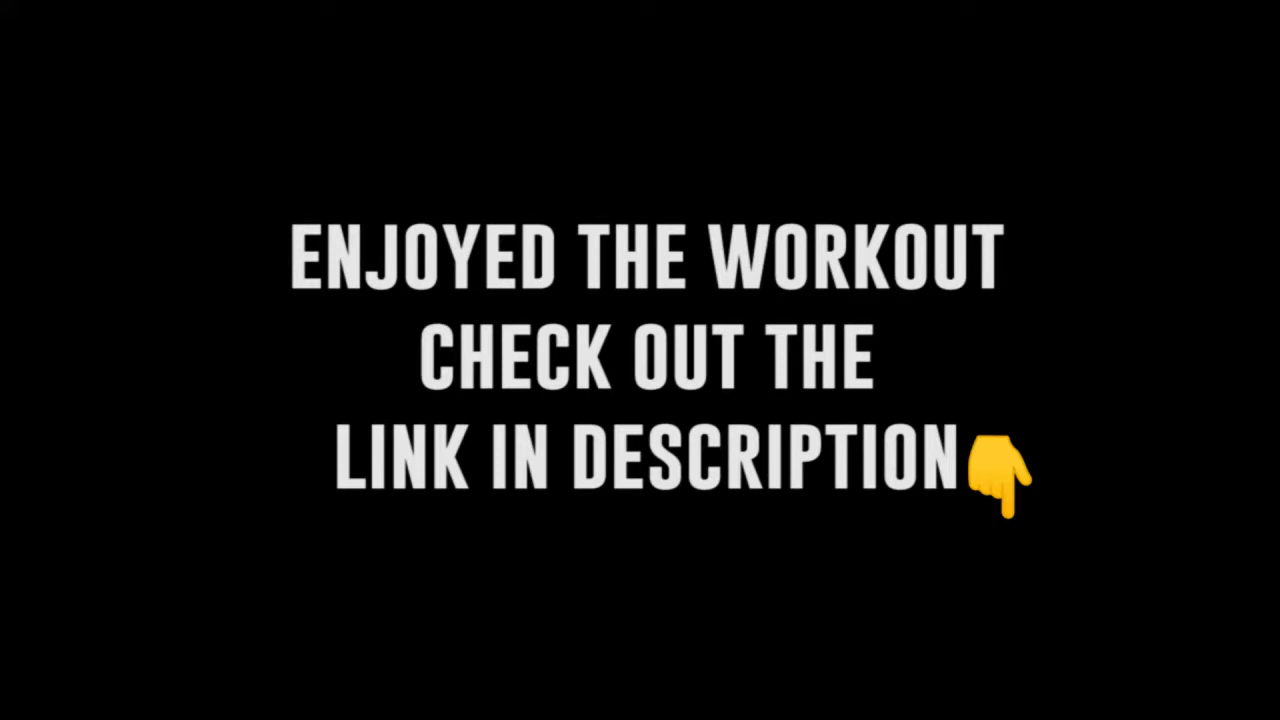 ENJOYED THE WORKOUT
CHECK OUT THE
LINK IN DESCRIPTION👇